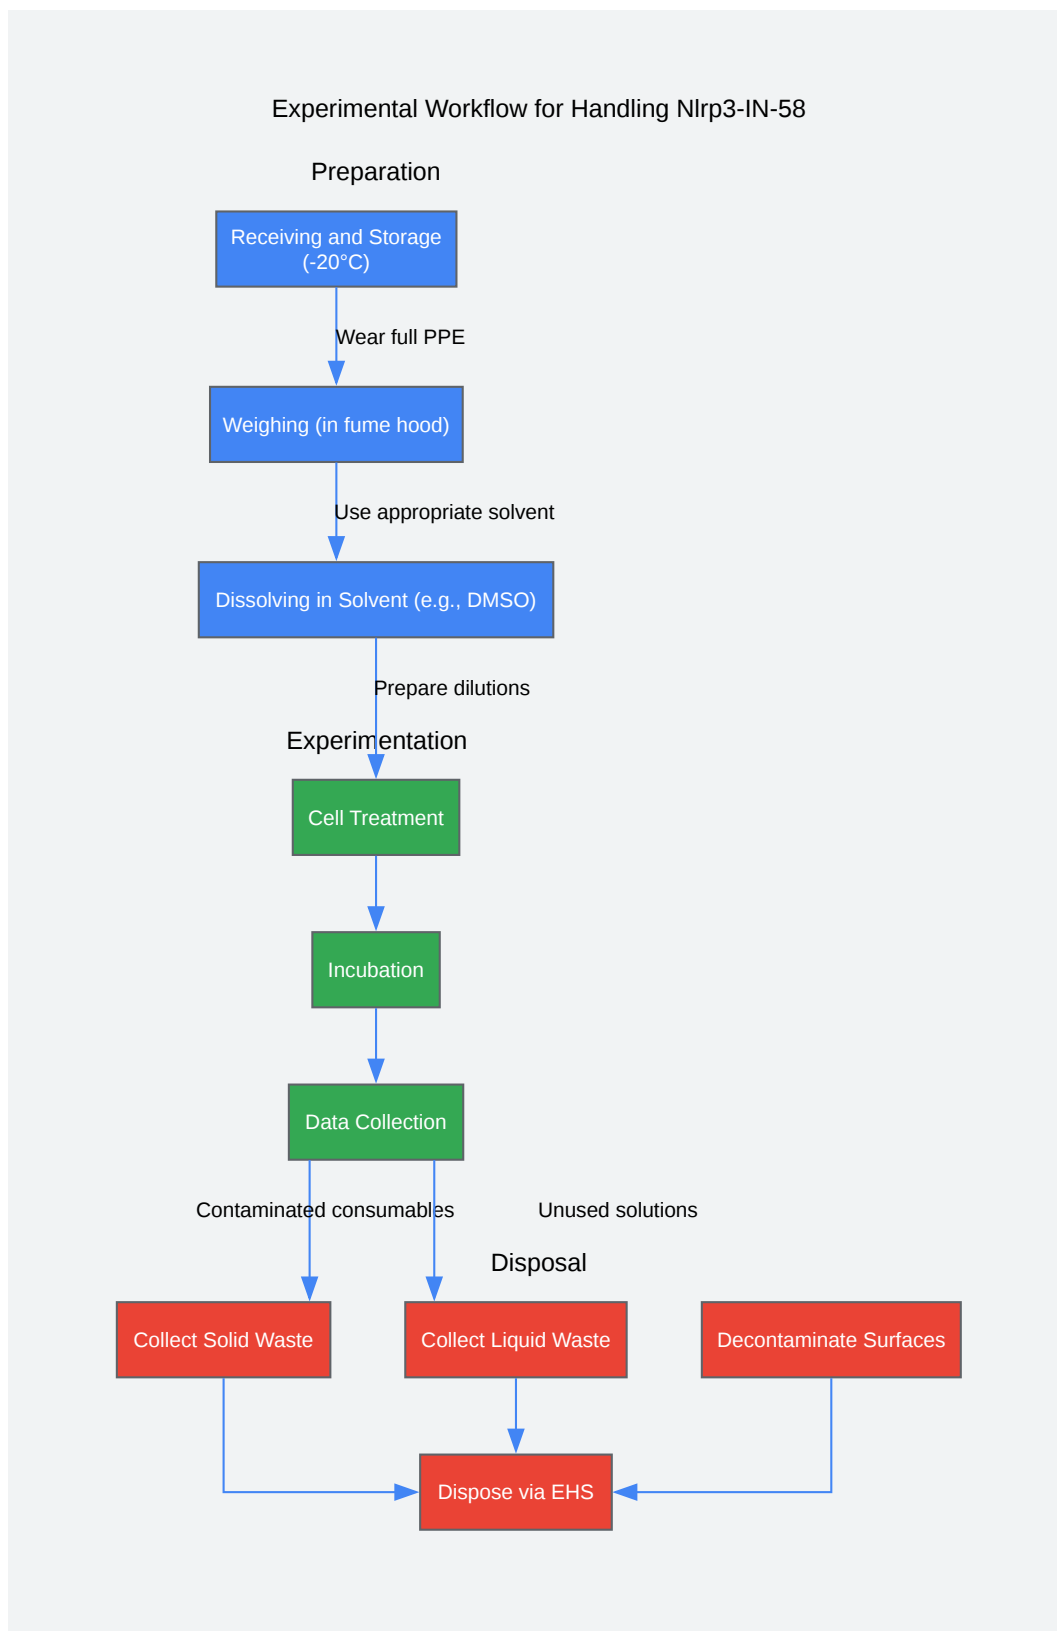 Experimental Workflow for Handling Nlrp3-IN-58
Preparation
Receiving and Storage
(-20°C)
Wear full PPE
Weighing (in fume hood)
Use appropriate solvent
Dissolving in Solvent (e.g., DMSO)
Prepare dilutions
Experimentation
Cell Treatment
Incubation
Data Collection
Contaminated consumables
Unused solutions
Disposal
Collect Solid Waste
Collect Liquid Waste
Decontaminate Surfaces
Dispose via EHS